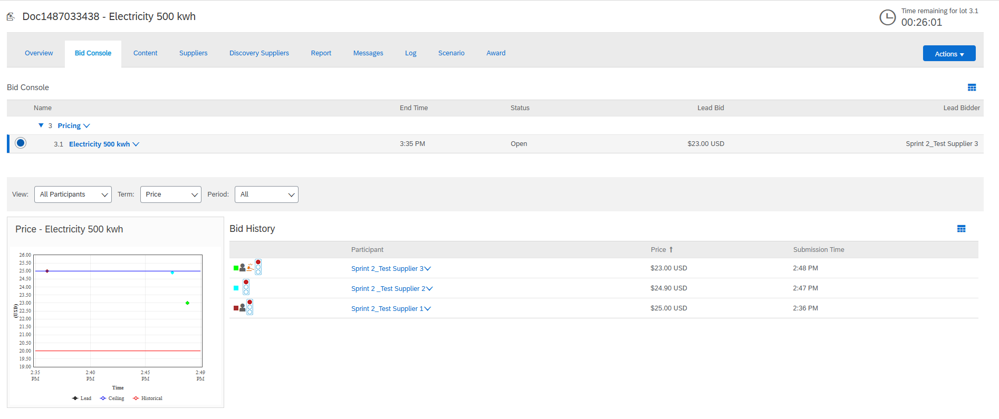 Doc1487033438 - Electricity 500 kwh
Time remaining for lot 3.1
00:26:01
Overview Bid Console Content Suppliers Discovery Suppliers Report Messages Log Scenario Award Actions
Bid Console
Name End Time Status Lead Bid Lead Bidder
3 Pricing
3.1 Electricity 500 kwh 3:35 PM Open $23.00 USD Sprint 2_Test Supplier 3
View: All Participants Term: Price Period: All
Price - Electricity 500 kwh
26.00
25.50
25.00
24.50
24.00
23.50
23.00
22.50
22.00
21.50
21.00
20.50
20.00
19.50
19.00
(USD)
2:35 PM 2:40 PM 2:45 PM 2:49 PM
Time
Lead Ceiling Historical
Bid History
Participant Price ↑ Submission Time
Sprint 2_Test Supplier 3 $23.00 USD 2:48 PM
Sprint 2 _Test Supplier 2 $24.90 USD 2:47 PM
Sprint 2_Test Supplier 1 $25.00 USD 2:36 PM